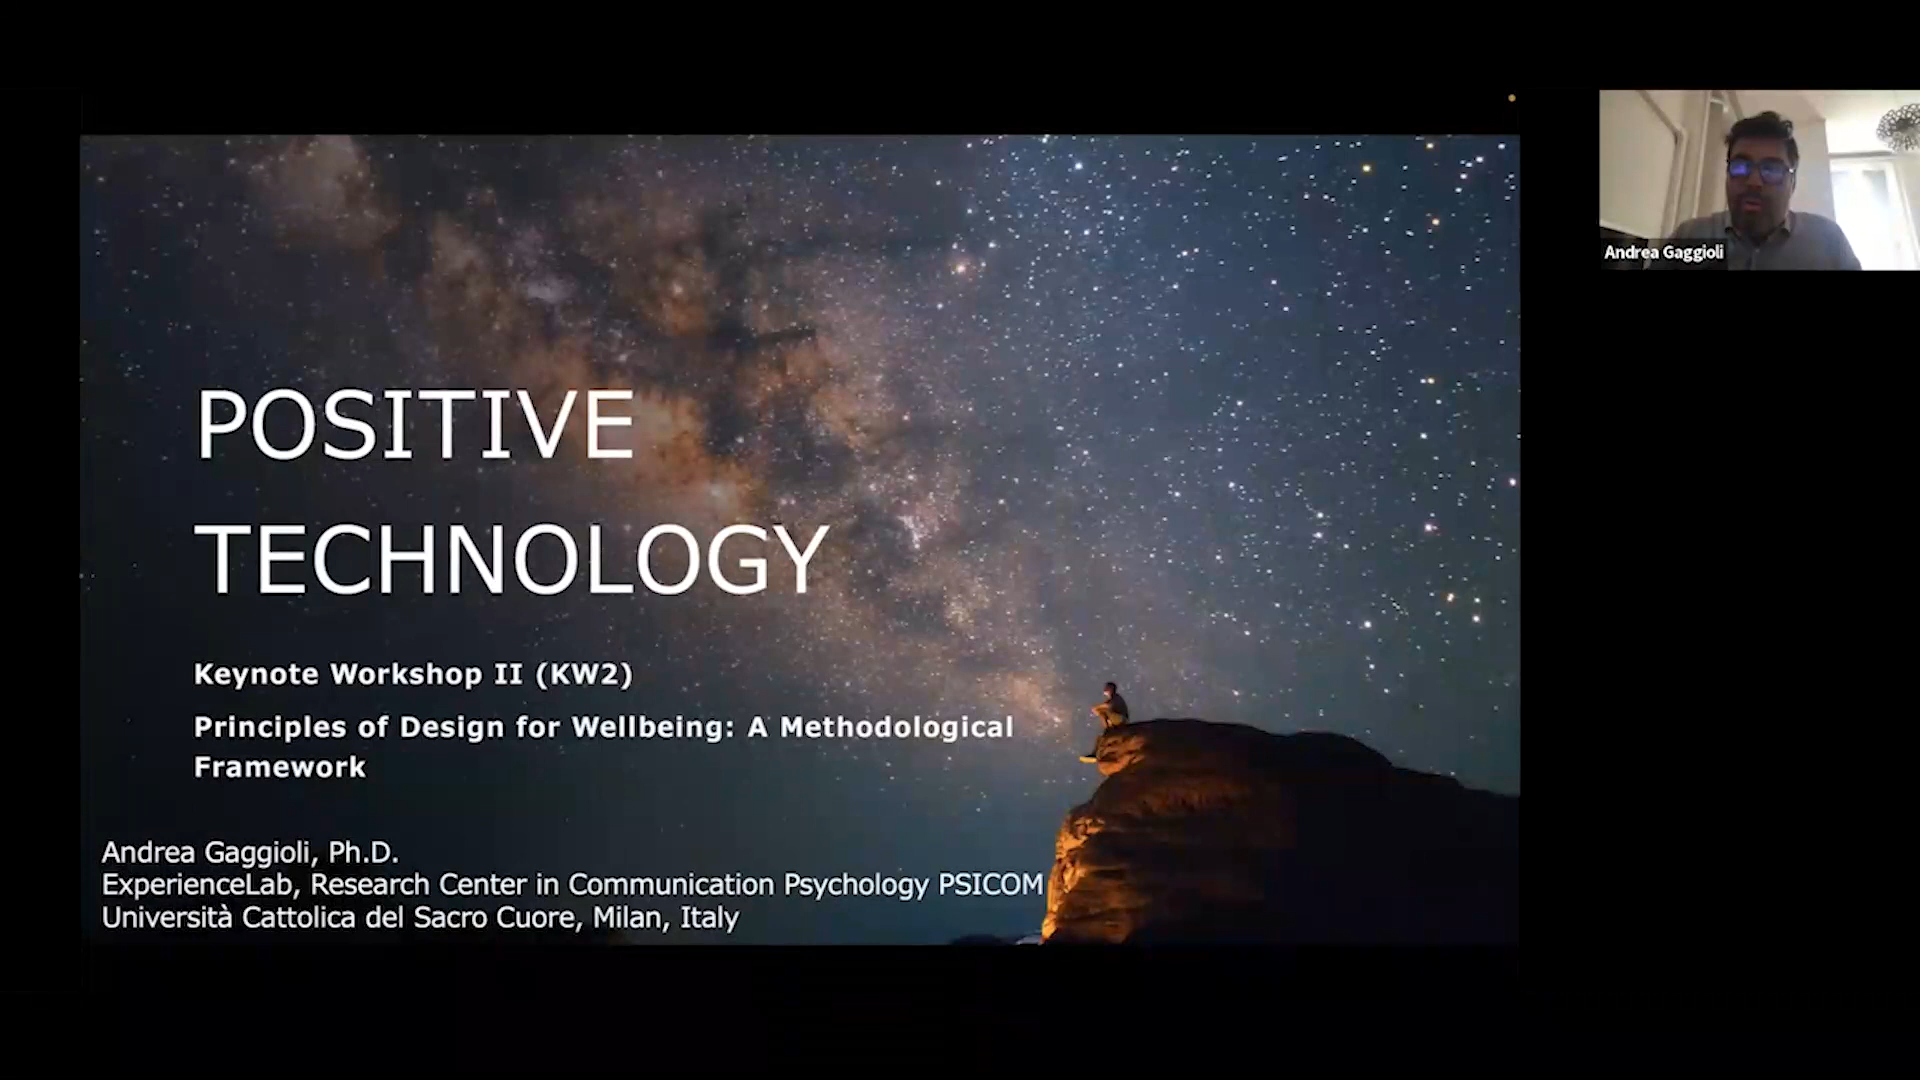 POSITIVE
TECHNOLOGY
Keynote Workshop II (KW2)
Principles of Design for Wellbeing: A Methodological
Framework
Andrea Gaggioli, Ph.D.
ExperienceLab, Research Center in Communication Psychology PSICOM
Università Cattolica del Sacro Cuore, Milan, Italy
Andrea Gaggioli